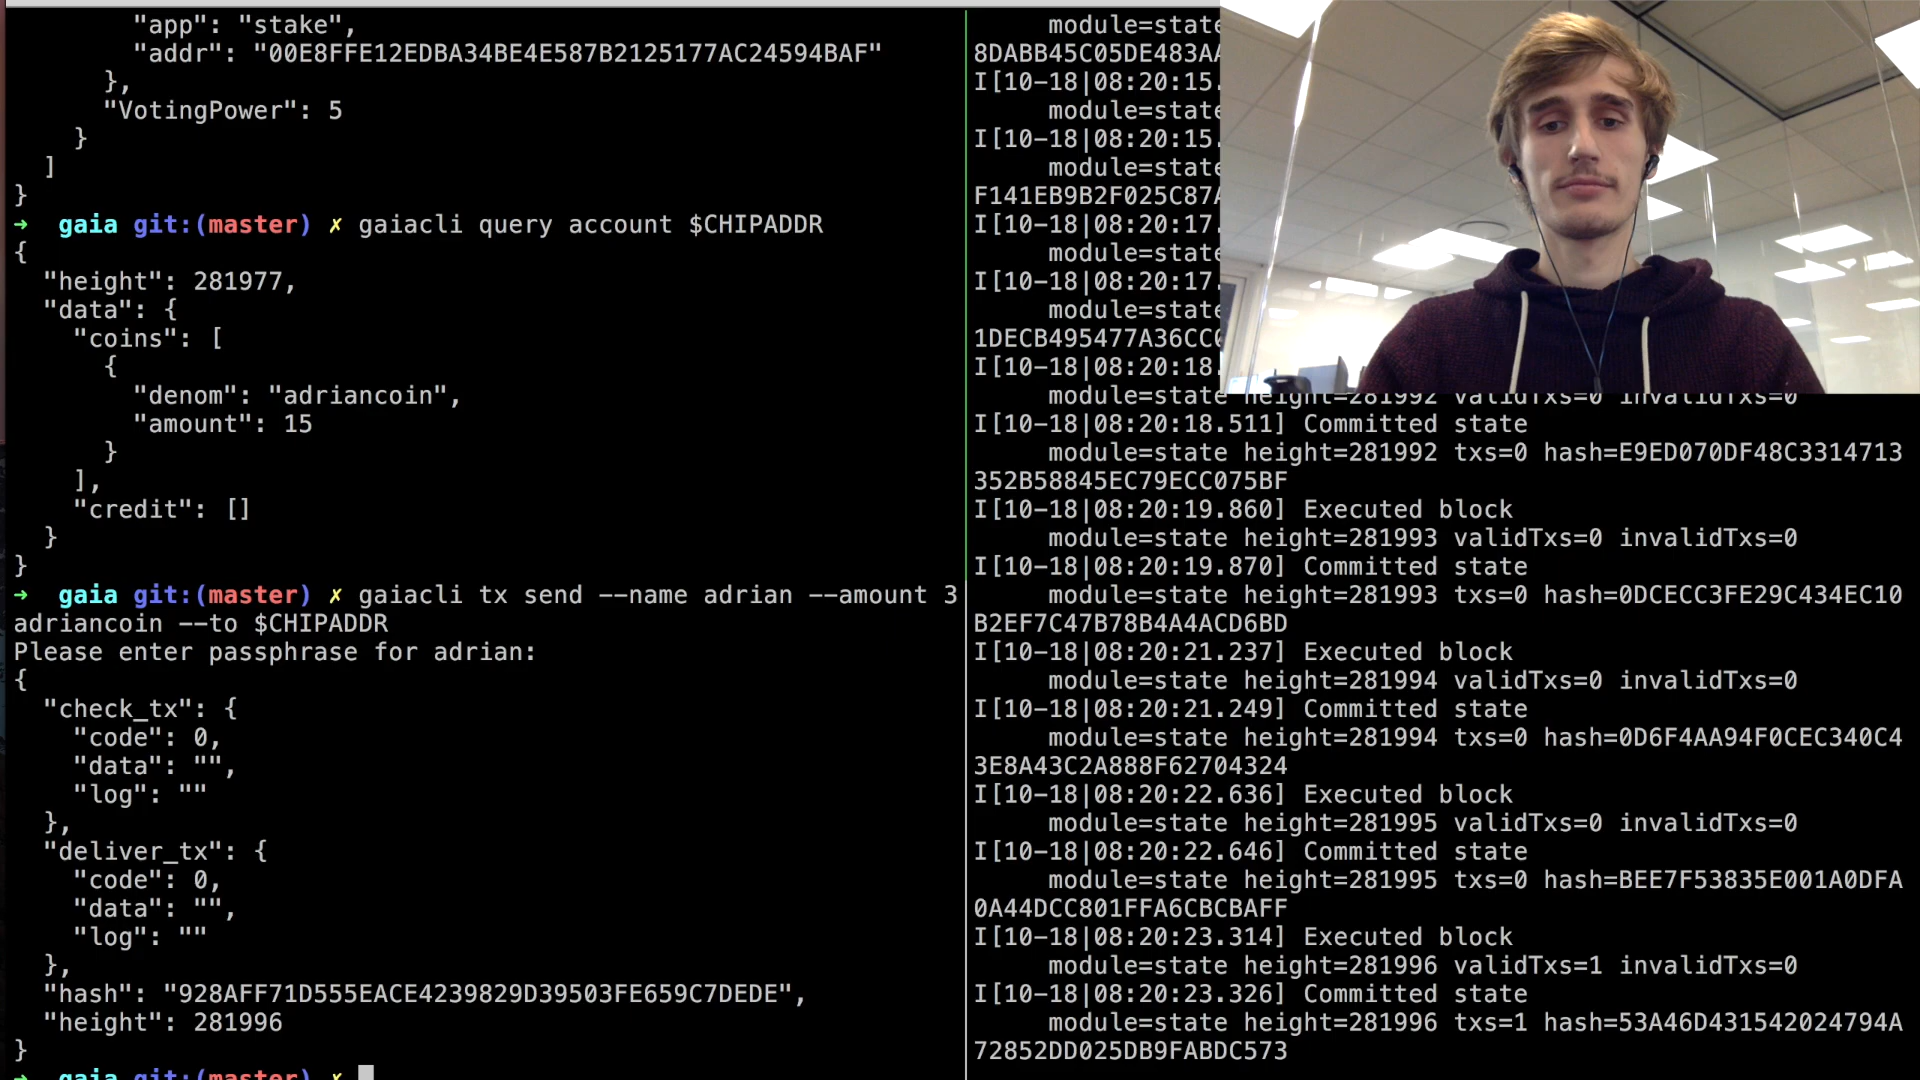 "app": "stake",
"addr": "00E8FFE12EDBA34BE4E587B2125177AC24594BAF"
},
"VotingPower": 5
}
]
}
➜ gaia git:(master) ✗ gaiacli query account $CHIPADDR
{
"height": 281977,
"data": {
"coins": [
{
"denom": "adriancoin",
"amount": 15
}
],
"credit": []
}
}
➜ gaia git:(master) ✗ gaiacli tx send --name adrian --amount 3
adriancoin --to $CHIPADDR
Please enter passphrase for adrian:
{
"check_tx": {
"code": 0,
"data": "",
"log": ""
},
"deliver_tx": {
"code": 0,
"data": "",
"log": ""
},
"hash": "928AFF71D555EACE4239829D39503FE659C7DEDE",
"height": 281996
}
➜ gaia git:(master) ✗
module=state
8DABB45C05DE483AA
I[10-18|08:20:15.
module=state
I[10-18|08:20:15.
module=state
F141EB9B2F025C87A
I[10-18|08:20:17.
module=state
I[10-18|08:20:17.
module=state
1DECB495477A36CC0
I[10-18|08:20:18.
module=state height=281992 validTxs=0 invalidTxs=0
I[10-18|08:20:18.511] Committed state
module=state height=281992 txs=0 hash=E9ED070DF48C3314713
352B58845EC79ECC075BF
I[10-18|08:20:19.860] Executed block
module=state height=281993 validTxs=0 invalidTxs=0
I[10-18|08:20:19.870] Committed state
module=state height=281993 txs=0 hash=0DCECC3FE29C434EC10
B2EF7C47B78B4A4ACD6BD
I[10-18|08:20:21.237] Executed block
module=state height=281994 validTxs=0 invalidTxs=0
I[10-18|08:20:21.249] Committed state
module=state height=281994 txs=0 hash=0D6F4AA94F0CEC340C4
3E8A43C2A888F62704324
I[10-18|08:20:22.636] Executed block
module=state height=281995 validTxs=0 invalidTxs=0
I[10-18|08:20:22.646] Committed state
module=state height=281995 txs=0 hash=BEE7F53835E001A0DFA
0A44DCC801FFA6CBCBAFF
I[10-18|08:20:23.314] Executed block
module=state height=281996 validTxs=1 invalidTxs=0
I[10-18|08:20:23.326] Committed state
module=state height=281996 txs=1 hash=53A46D431542024794A
72852DD025DB9FABDC573